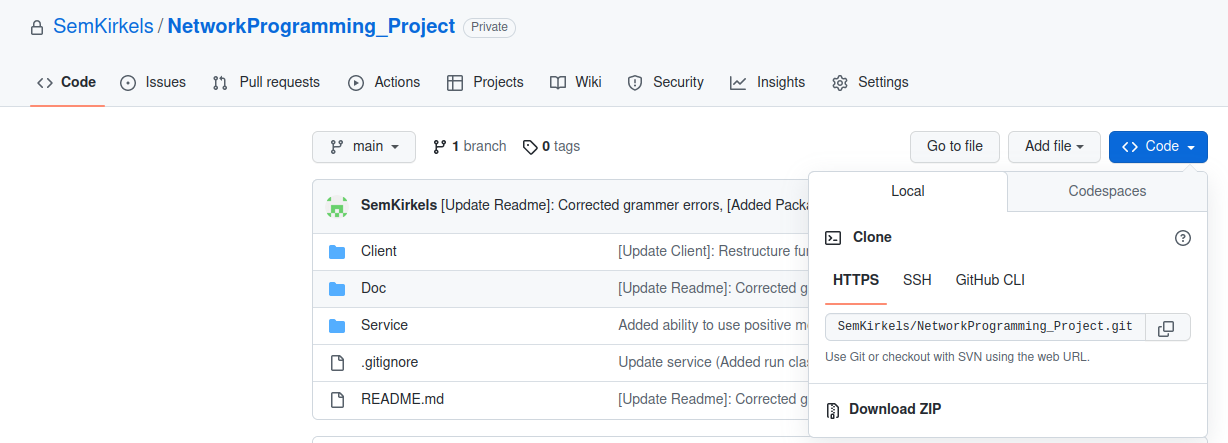 SemKirkels / NetworkProgramming_Project Private
Code Issues Pull requests Actions Projects Wiki Security Insights Settings
main 1 branch 0 tags Go to file Add file Code
Local Codespaces
SemKirkels [Update Readme]: Corrected grammer errors, [Added
Clone
Client [Update Client]: Restructure
HTTPS SSH GitHub CLI
Doc [Update Readme]: Corrected
Service Added ability to use positive
SemKirkels/NetworkProgramming_Project.git
Use Git or checkout with SVN using the web URL.
.gitignore Update service (Added run
README.md [Update Readme]: Corrected
Download ZIP